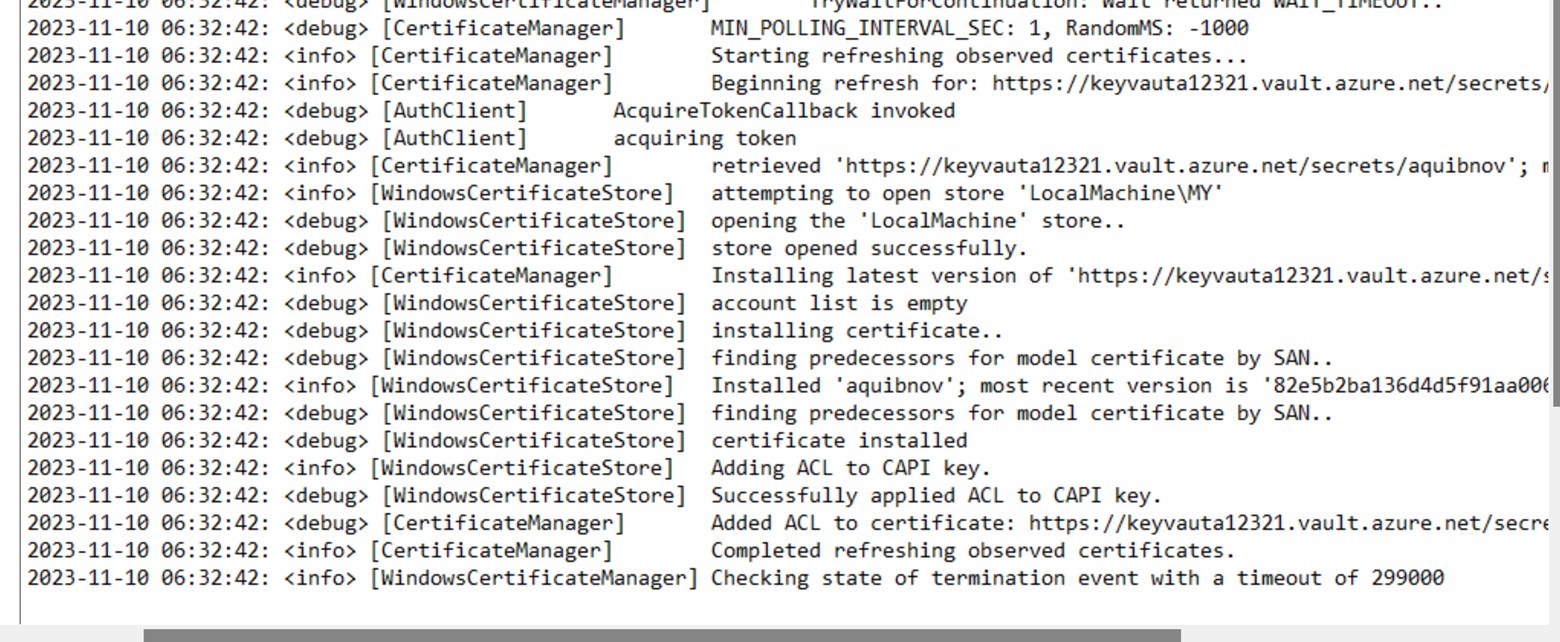 2023-11-10 06:32:42: <debug> [WindowsCertificateManager] TryWaitForContinuation: Wait returned WAIT_TIMEOUT..
2023-11-10 06:32:42: <debug> [CertificateManager] MIN_POLLING_INTERVAL_SEC: 1, RandomMS: -1000
2023-11-10 06:32:42: <info> [CertificateManager] Starting refreshing observed certificates...
2023-11-10 06:32:42: <info> [CertificateManager] Beginning refresh for: https://keyvauta12321.vault.azure.net/secrets/
2023-11-10 06:32:42: <debug> [AuthClient] AcquireTokenCallback invoked
2023-11-10 06:32:42: <debug> [AuthClient] acquiring token
2023-11-10 06:32:42: <info> [CertificateManager] retrieved 'https://keyvauta12321.vault.azure.net/secrets/aquibnov'; m
2023-11-10 06:32:42: <info> [WindowsCertificateStore] attempting to open store 'LocalMachine\MY'
2023-11-10 06:32:42: <debug> [WindowsCertificateStore] opening the 'LocalMachine' store..
2023-11-10 06:32:42: <debug> [WindowsCertificateStore] store opened successfully.
2023-11-10 06:32:42: <info> [CertificateManager] Installing latest version of 'https://keyvauta12321.vault.azure.net/s
2023-11-10 06:32:42: <debug> [WindowsCertificateStore] account list is empty
2023-11-10 06:32:42: <debug> [WindowsCertificateStore] installing certificate..
2023-11-10 06:32:42: <debug> [WindowsCertificateStore] finding predecessors for model certificate by SAN..
2023-11-10 06:32:42: <info> [WindowsCertificateStore] Installed 'aquibnov'; most recent version is '82e5b2ba136d4d5f91aa006
2023-11-10 06:32:42: <debug> [WindowsCertificateStore] finding predecessors for model certificate by SAN..
2023-11-10 06:32:42: <debug> [WindowsCertificateStore] certificate installed
2023-11-10 06:32:42: <info> [WindowsCertificateStore] Adding ACL to CAPI key.
2023-11-10 06:32:42: <debug> [WindowsCertificateStore] Successfully applied ACL to CAPI key.
2023-11-10 06:32:42: <debug> [CertificateManager] Added ACL to certificate: https://keyvauta12321.vault.azure.net/secre
2023-11-10 06:32:42: <info> [CertificateManager] Completed refreshing observed certificates.
2023-11-10 06:32:42: <info> [WindowsCertificateManager] Checking state of termination event with a timeout of 299000